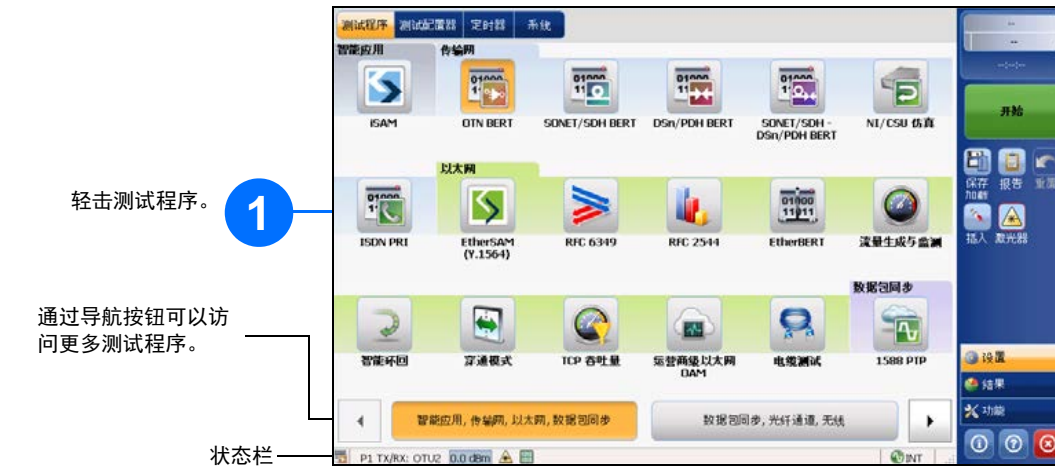 测试程序 测试配置器 定时器 系统
智能应用 传输网
iSAM OTN BERT SONET/SDH BERT DSn/PDH BERT SONET/SDH - DSn/PDH BERT NI/CSU 仿真
以太网
ISDN PRI EtherSAM (Y.1564) RFC 6349 RFC 2544 EtherBERT 流量生成与监测
数据包同步
智能环回 穿通模式 TCP 吞吐量 运营商级以太网 OAM 电缆测试 1588 PTP
智能应用, 传输网, 以太网, 数据包同步 数据包同步, 光纤通道, 无线
P1 TX/RX: OTU2 0.0 dBm INT
--
--
--:--:--
开始
保存 加载 报告 重置
插入 激光器
设置
结果
功能
轻击测试程序。
1
通过导航按钮可以访
问更多测试程序。
状态栏